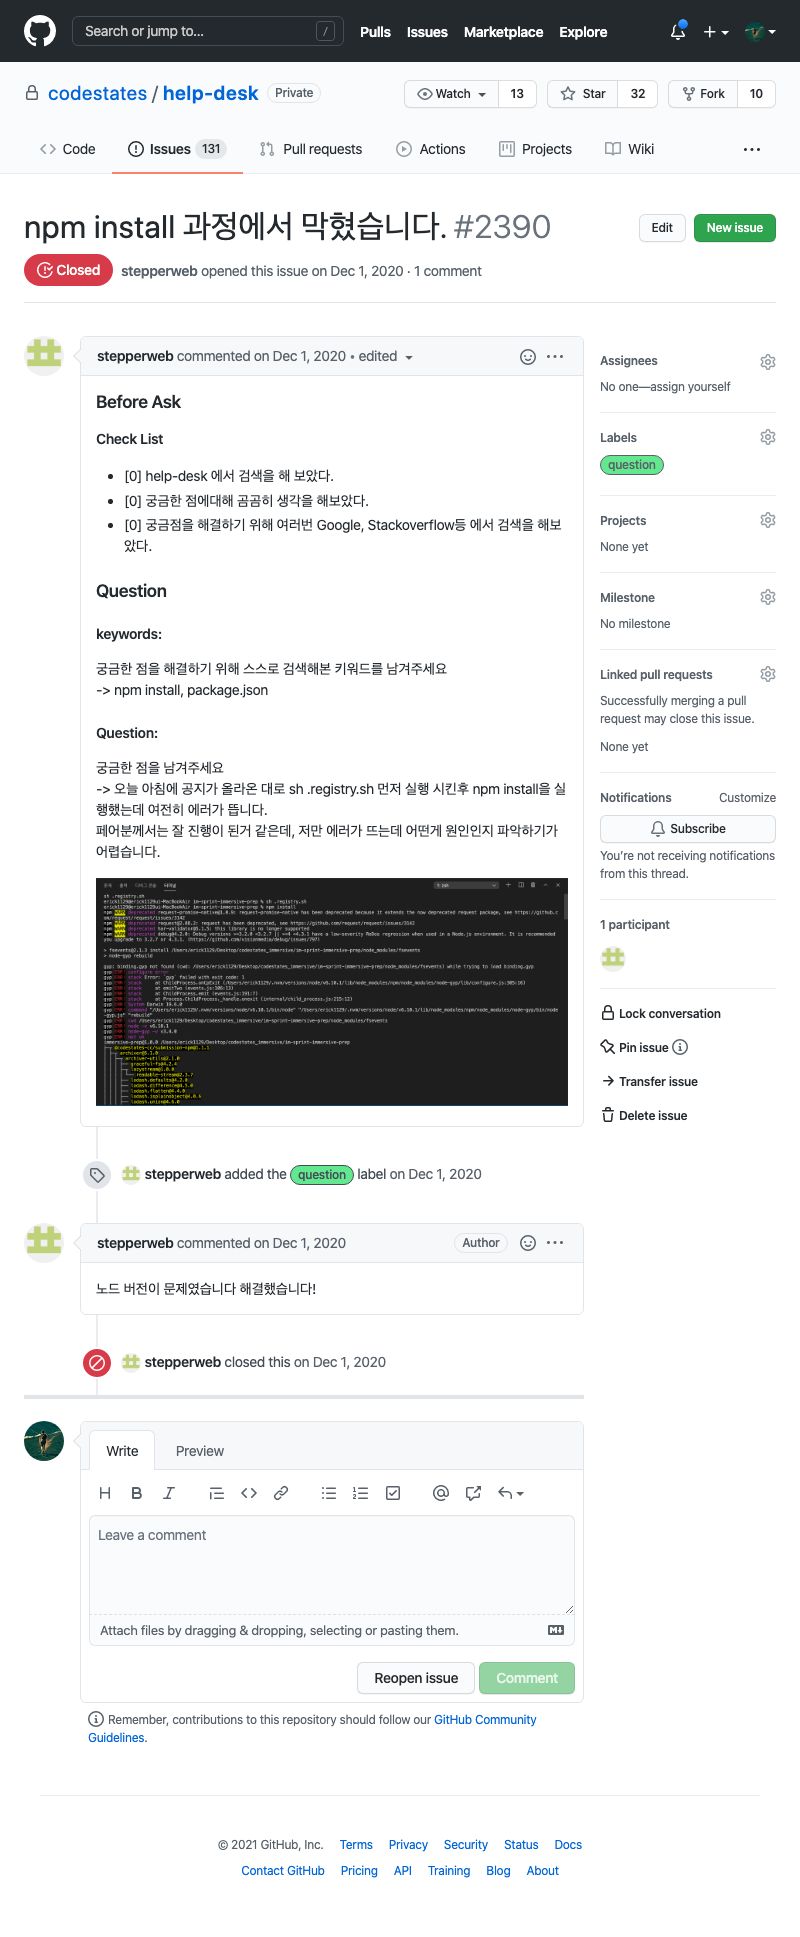 Search or jump to... /
Pulls Issues Marketplace Explore
codestates / help-desk Private
Watch 13 Star 32 Fork 10
Code Issues 131 Pull requests Actions Projects Wiki
npm install 과정에서 막혔습니다. #2390
Edit New issue
Closed stepperweb opened this issue on Dec 1, 2020 · 1 comment
stepperweb commented on Dec 1, 2020 • edited
Before Ask
Check List
[0] help-desk 에서 검색을 해 보았다.
[0] 궁금한 점에대해 곰곰히 생각을 해보았다.
[0] 궁금점을 해결하기 위해 여러번 Google, Stackoverflow등 에서 검색을 해보
았다.
Question
keywords:
궁금한 점을 해결하기 위해 스스로 검색해본 키워드를 남겨주세요
-> npm install, package.json
Question:
궁금한 점을 남겨주세요
-> 오늘 아침에 공지가 올라온 대로 sh .registry.sh 먼저 실행 시킨후 npm install을 실
행했는데 여전히 에러가 뜹니다.
페어분께서는 잘 진행이 된거 같은데, 저만 에러가 뜨는데 어떤게 원인인지 파악하기가
어렵습니다.
sh .registry.sh
> node-gyp rebuild
stepperweb added the question label on Dec 1, 2020
stepperweb commented on Dec 1, 2020 Author
노드 버전이 문제였습니다 해결했습니다!
stepperweb closed this on Dec 1, 2020
Write Preview
Leave a comment
Attach files by dragging & dropping, selecting or pasting them.
Reopen issue Comment
Remember, contributions to this repository should follow our GitHub Community
Guidelines.
Assignees
No one—assign yourself
Labels
question
Projects
None yet
Milestone
No milestone
Linked pull requests
Successfully merging a pull
request may close this issue.
None yet
Notifications Customize
Subscribe
You're not receiving notifications
from this thread.
1 participant
Lock conversation
Pin issue
Transfer issue
Delete issue
© 2021 GitHub, Inc. Terms Privacy Security Status Docs
Contact GitHub Pricing API Training Blog About